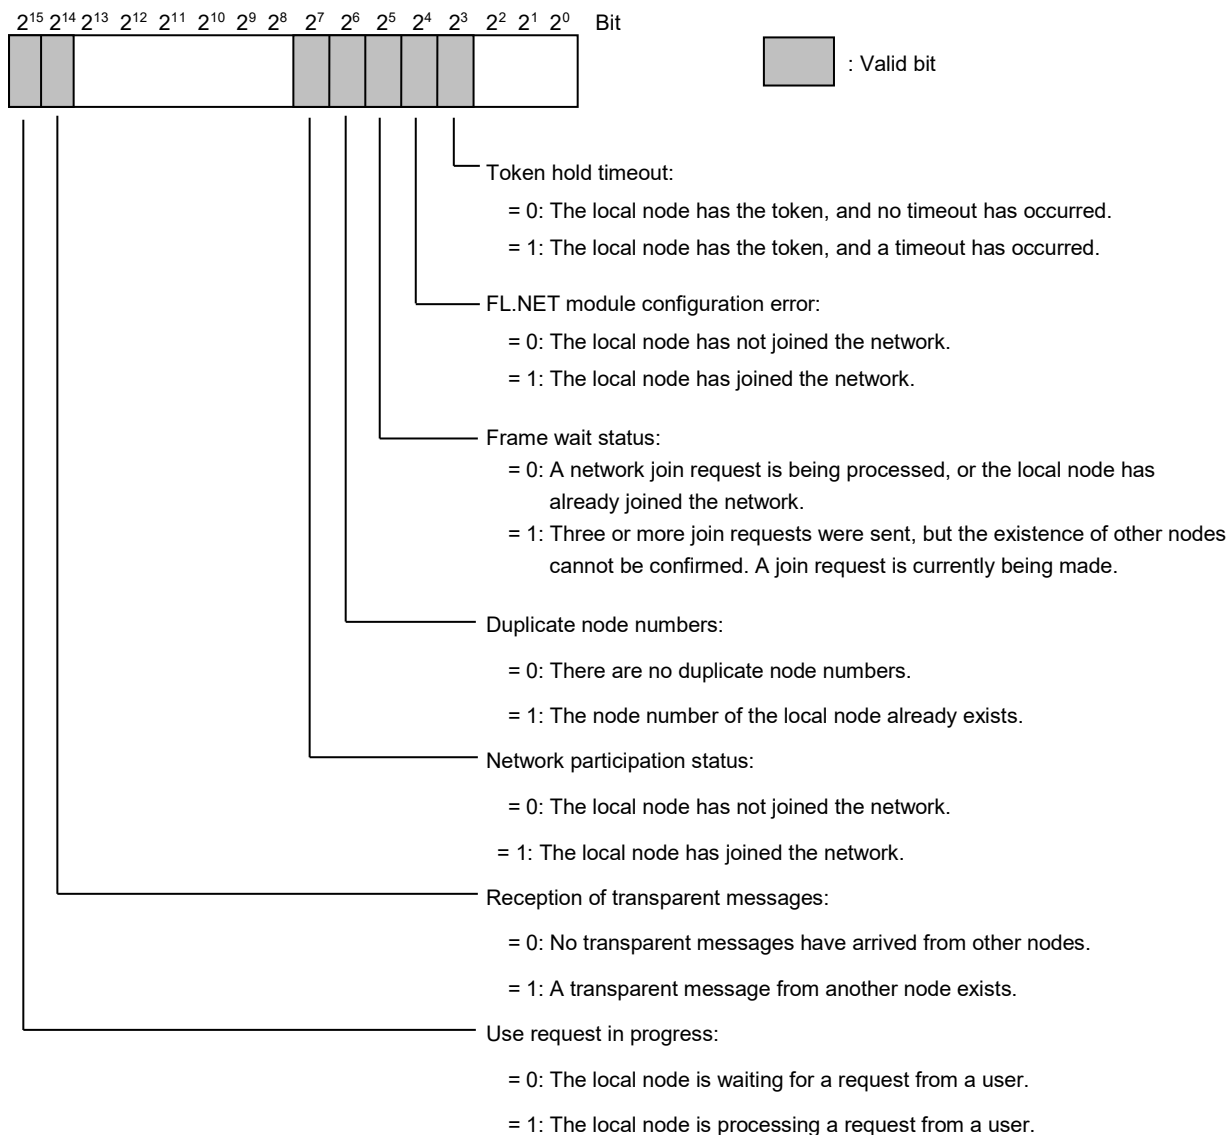 2¹⁵ 2¹⁴ 2¹³ 2¹² 2¹¹ 2¹⁰ 2⁹ 2⁸ 2⁷ 2⁶ 2⁵ 2⁴ 2³ 2² 2¹ 2⁰ Bit
: Valid bit
Token hold timeout:
= 0: The local node has the token, and no timeout has occurred.
= 1: The local node has the token, and a timeout has occurred.
FL.NET module configuration error:
= 0: The local node has not joined the network.
= 1: The local node has joined the network.
Frame wait status:
= 0: A network join request is being processed, or the local node has
already joined the network.
= 1: Three or more join requests were sent, but the existence of other nodes
cannot be confirmed. A join request is currently being made.
Duplicate node numbers:
= 0: There are no duplicate node numbers.
= 1: The node number of the local node already exists.
Network participation status:
= 0: The local node has not joined the network.
= 1: The local node has joined the network.
Reception of transparent messages:
= 0: No transparent messages have arrived from other nodes.
= 1: A transparent message from another node exists.
Use request in progress:
= 0: The local node is waiting for a request from a user.
= 1: The local node is processing a request from a user.